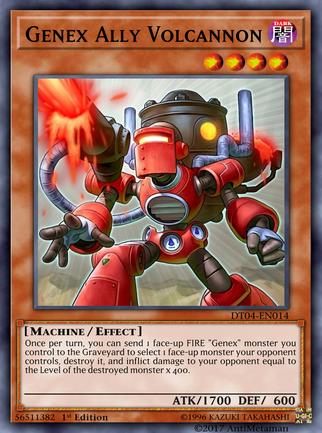 Genex Ally Volcannon
DARK
闇
DT04-EN014
[Machine / Effect]
Once per turn, you can send 1 face-up FIRE "Genex" monster you
control to the Graveyard to select 1 face-up monster your opponent
controls, destroy it, and inflict damage to your opponent equal to
the Level of the destroyed monster x 400.
ATK/1700 DEF/ 600
56511382 1st Edition ©1996 KAZUKI TAKAHASHI
©2017 AntiMetaman